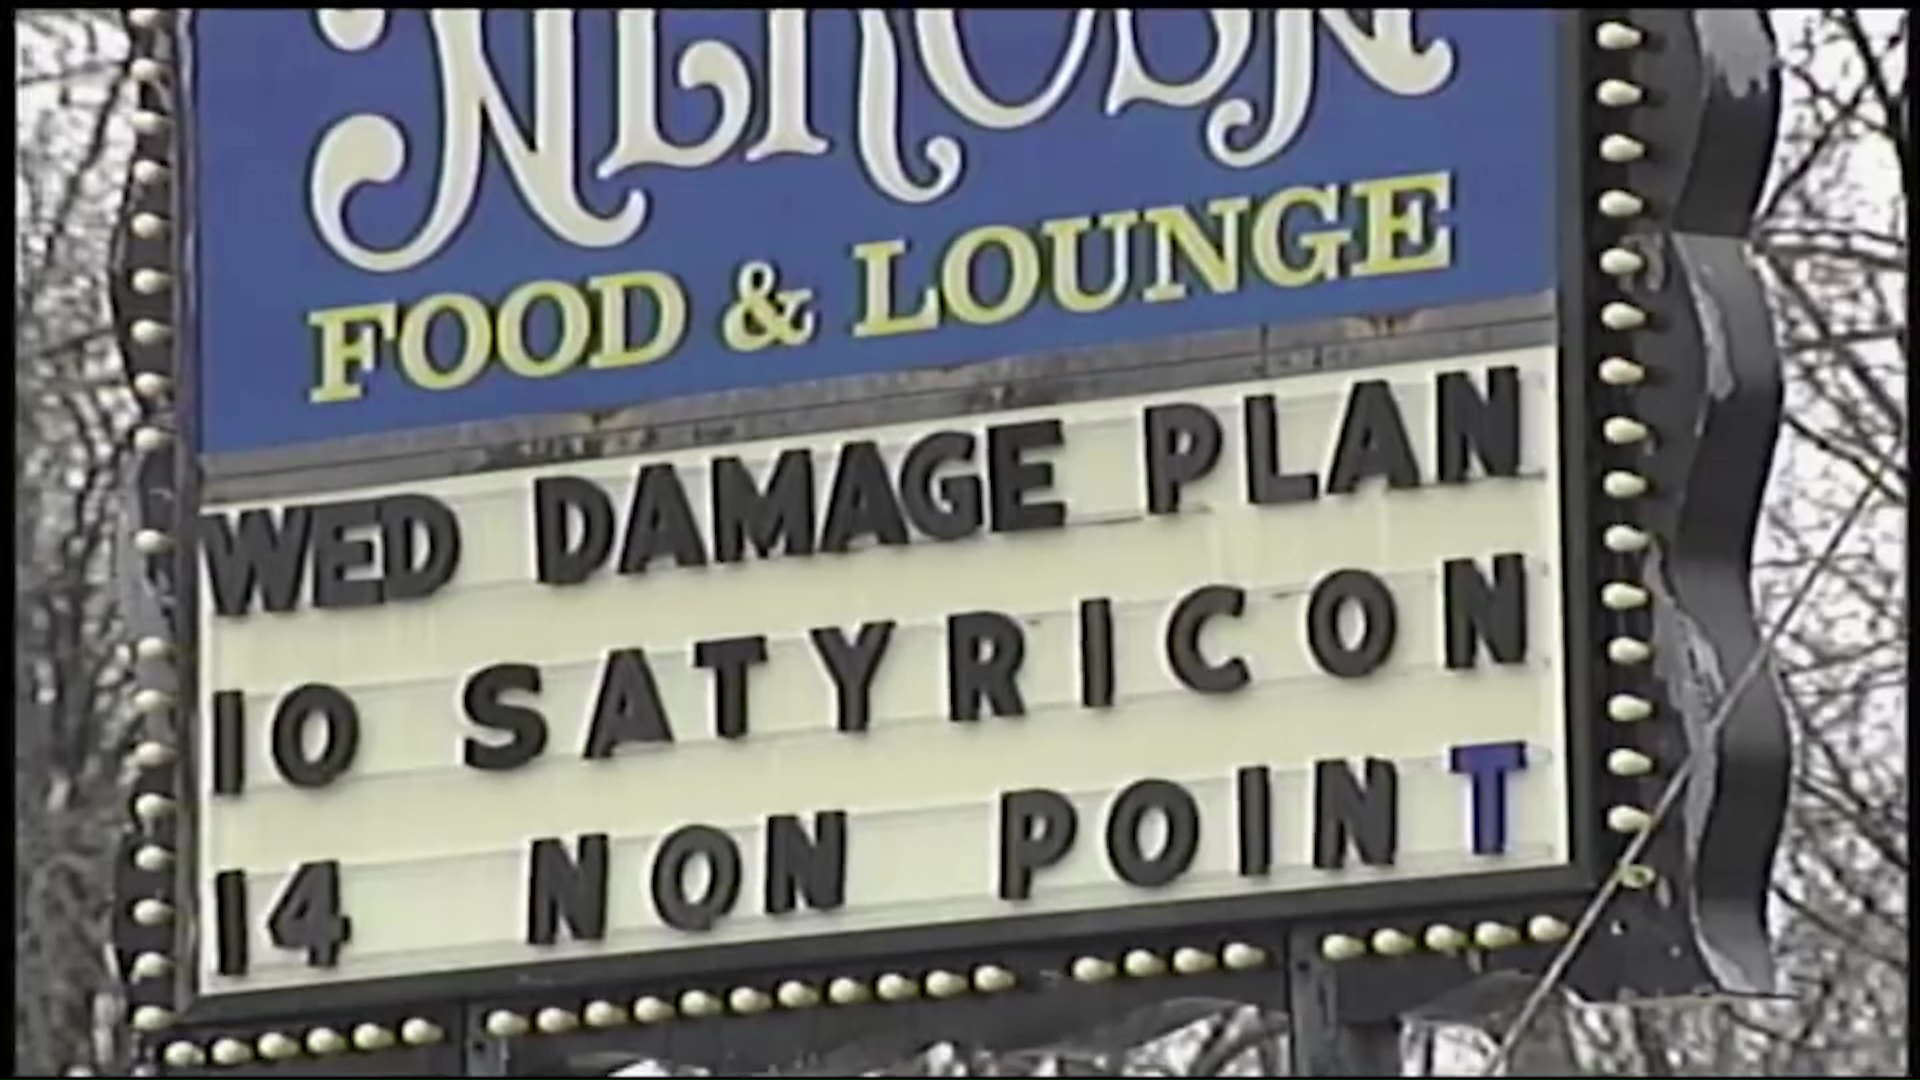 FOOD & LOUNGE
WED DAMAGE PLAN
10 SATYRICON
14 NON POINT